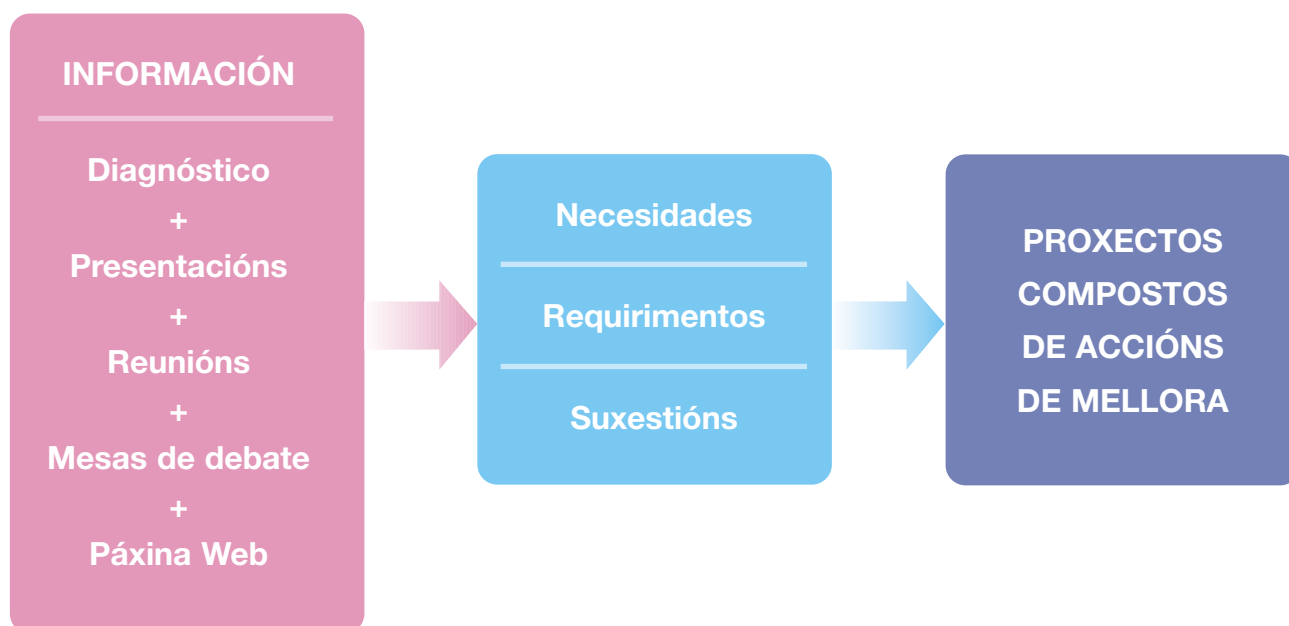 INFORMACIÓN
Diagnóstico
+
Presentacións
+
Reunións
+
Mesas de debate
+
Páxina Web
Necesidades
Requirimentos
Suxestións
PROXECTOS
COMPOSTOS
DE ACCIÓNS
DE MELLORA